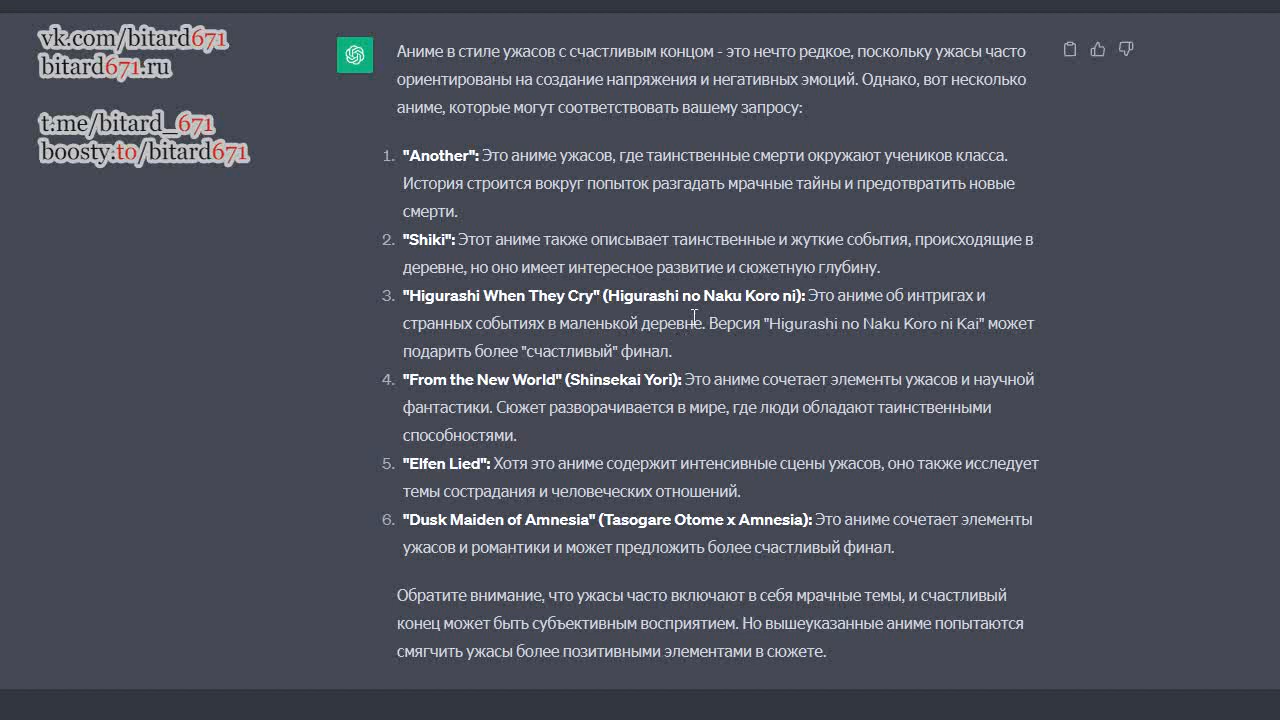 vk.com/bitard671
bitard671.ru
t.me/bitard_671
boosty.to/bitard671
Аниме в стиле ужасов с счастливым концом - это нечто редкое, поскольку ужасы часто
ориентированы на создание напряжения и негативных эмоций. Однако, вот несколько
аниме, которые могут соответствовать вашему запросу:
1. "Another": Это аниме ужасов, где таинственные смерти окружают учеников класса.
История строится вокруг попыток разгадать мрачные тайны и предотвратить новые
смерти.
2. "Shiki": Этот аниме также описывает таинственные и жуткие события, происходящие в
деревне, но оно имеет интересное развитие и сюжетную глубину.
3. "Higurashi When They Cry" (Higurashi no Naku Koro ni): Это аниме об интригах и
странных событиях в маленькой деревне. Версия "Higurashi no Naku Koro ni Kai" может
подарить более "счастливый" финал.
4. "From the New World" (Shinsekai Yori): Это аниме сочетает элементы ужасов и научной
фантастики. Сюжет разворачивается в мире, где люди обладают таинственными
способностями.
5. "Elfen Lied": Хотя это аниме содержит интенсивные сцены ужасов, оно также исследует
темы сострадания и человеческих отношений.
6. "Dusk Maiden of Amnesia" (Tasogare Otome x Amnesia): Это аниме сочетает элементы
ужасов и романтики и может предложить более счастливый финал.
Обратите внимание, что ужасы часто включают в себя мрачные темы, и счастливый
конец может быть субъективным восприятием. Но вышеуказанные аниме попытаются
смягчить ужасы более позитивными элементами в сюжете.